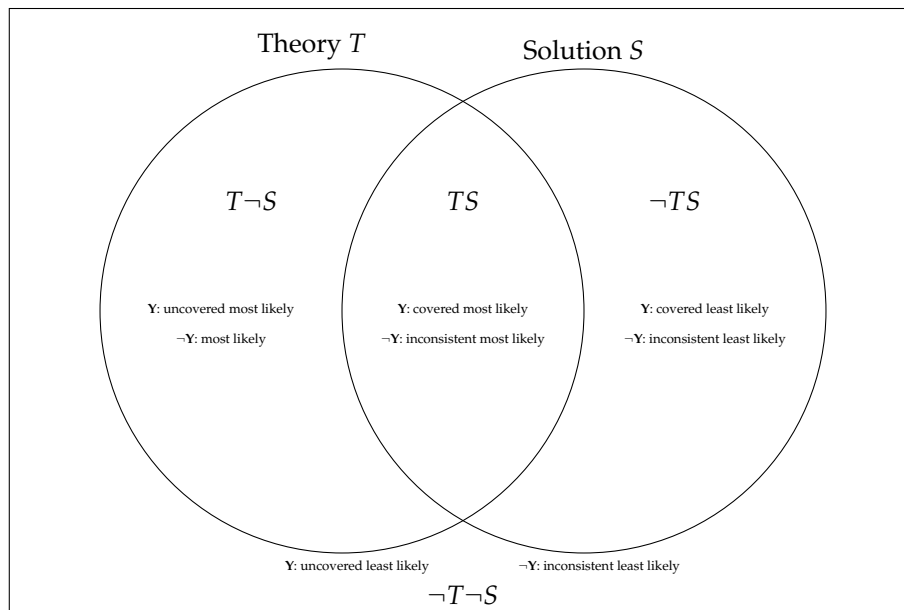 Theory T Solution S
T¬S TS ¬TS
Y: uncovered most likely Y: covered most likely Y: covered least likely
¬Y: most likely ¬Y: inconsistent most likely ¬Y: inconsistent least likely
Y: uncovered least likely ¬Y: inconsistent least likely
¬T¬S